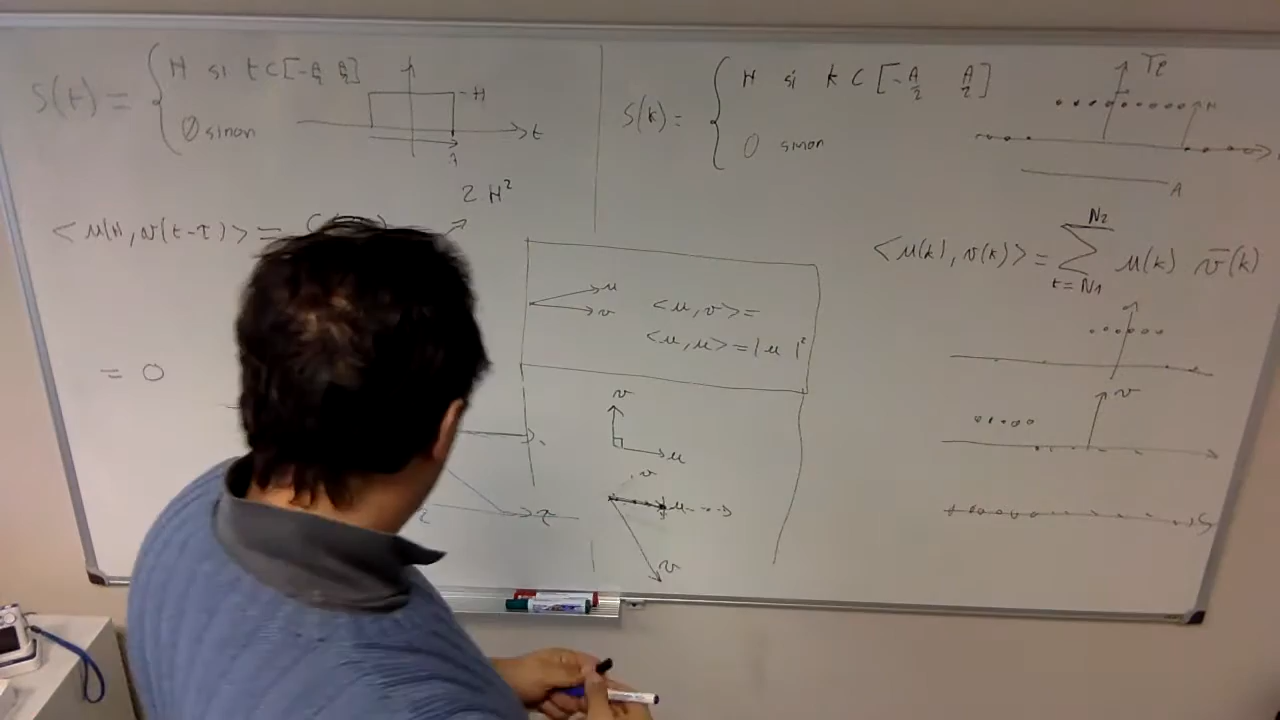 S(t) = { H si t ⊂ [-A/2 A/2]
0 sinon
H
t
A
2 H²
< u(t), v(t-τ) > =
= 0
τ
u
v
< u, v > =
< u, u > = | u |²
v
u
v
u
v
S(k) = { H si k ⊂ [-A/2 A/2]
0 sinon
Te
H
A
< u(k), v(k) > = N2 Σ t = N1 u(k) v̄(k)
v